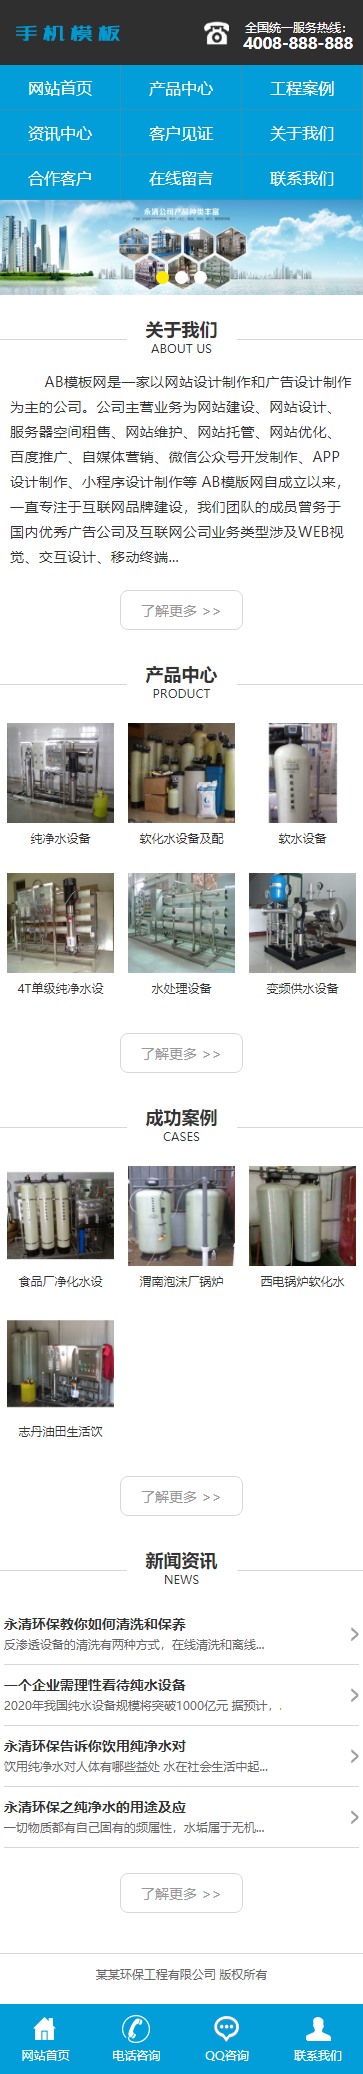 手机模板
全国统一服务热线：
4008-888-888
网站首页 产品中心 工程案例
资讯中心 客户见证 关于我们
合作客户 在线留言 联系我们
永清公司产品种类丰富
关于我们
ABOUT US
AB模板网是一家以网站设计制作和广告设计制作
为主的公司。公司主营业务为网站建设、网站设计、
服务器空间租售、网站维护、网站托管、网站优化、
百度推广、自媒体营销、微信公众号开发制作、APP
设计制作、小程序设计制作等 AB模版网自成立以来，
一直专注于互联网品牌建设，我们团队的成员曾务于
国内优秀广告公司及互联网公司业务类型涉及WEB视
觉、交互设计、移动终端...
了解更多 >>
产品中心
PRODUCT
纯净水设备 软化水设备及配 软水设备
4T单级纯净水设 水处理设备 变频供水设备
了解更多 >>
成功案例
CASES
食品厂净化水设 渭南泡沫厂锅炉 西电锅炉软化水
志丹油田生活饮
了解更多 >>
新闻资讯
NEWS
永清环保教你如何清洗和保养
反渗透设备的清洗有两种方式，在线清洗和离线...
一个企业需理性看待纯水设备
2020年我国纯水设备规模将突破1000亿元 据预计，.
永清环保告诉你饮用纯净水对
饮用纯净水对人体有哪些益处 水在社会生活中起...
永清环保之纯净水的用途及应
一切物质都有自己固有的频属性，水垢属于无机...
了解更多 >>
某某环保工程有限公司 版权所有
网站首页 电话咨询 QQ咨询 联系我们